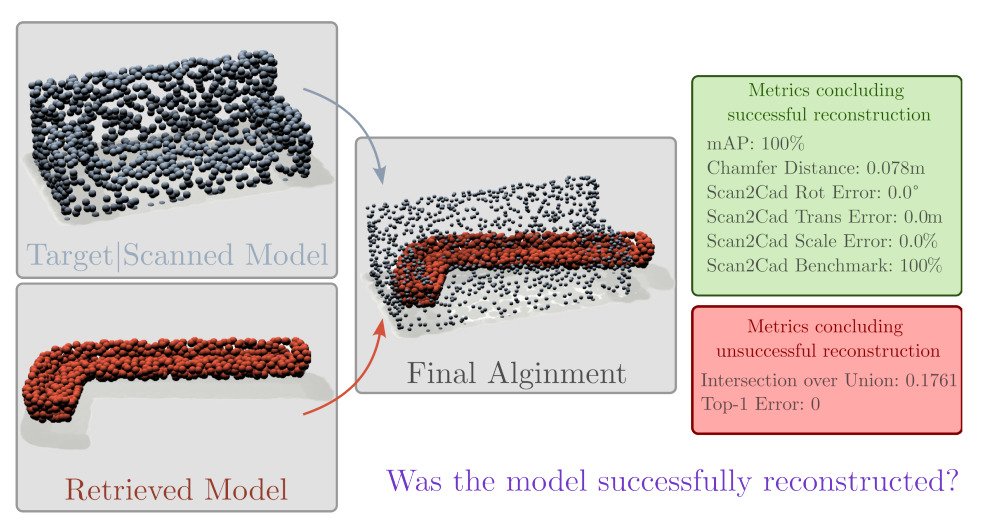 Target|Scanned Model
Retrieved Model
Final Alginment
Metrics concluding
successful reconstruction
mAP: 100%
Chamfer Distance: 0.078m
Scan2Cad Rot Error: 0.0°
Scan2Cad Trans Error: 0.0m
Scan2Cad Scale Error: 0.0%
Scan2Cad Benchmark: 100%
Metrics concluding
unsuccessful reconstruction
Intersection over Union: 0.1761
Top-1 Error: 0
Was the model successfully reconstructed?